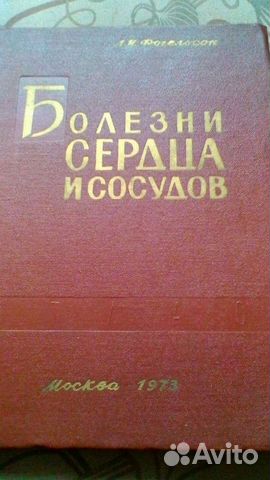 Л.И. Фогельсон
Болезни
СЕРДЦА
И СОСУДОВ
Москва 1973
Avito